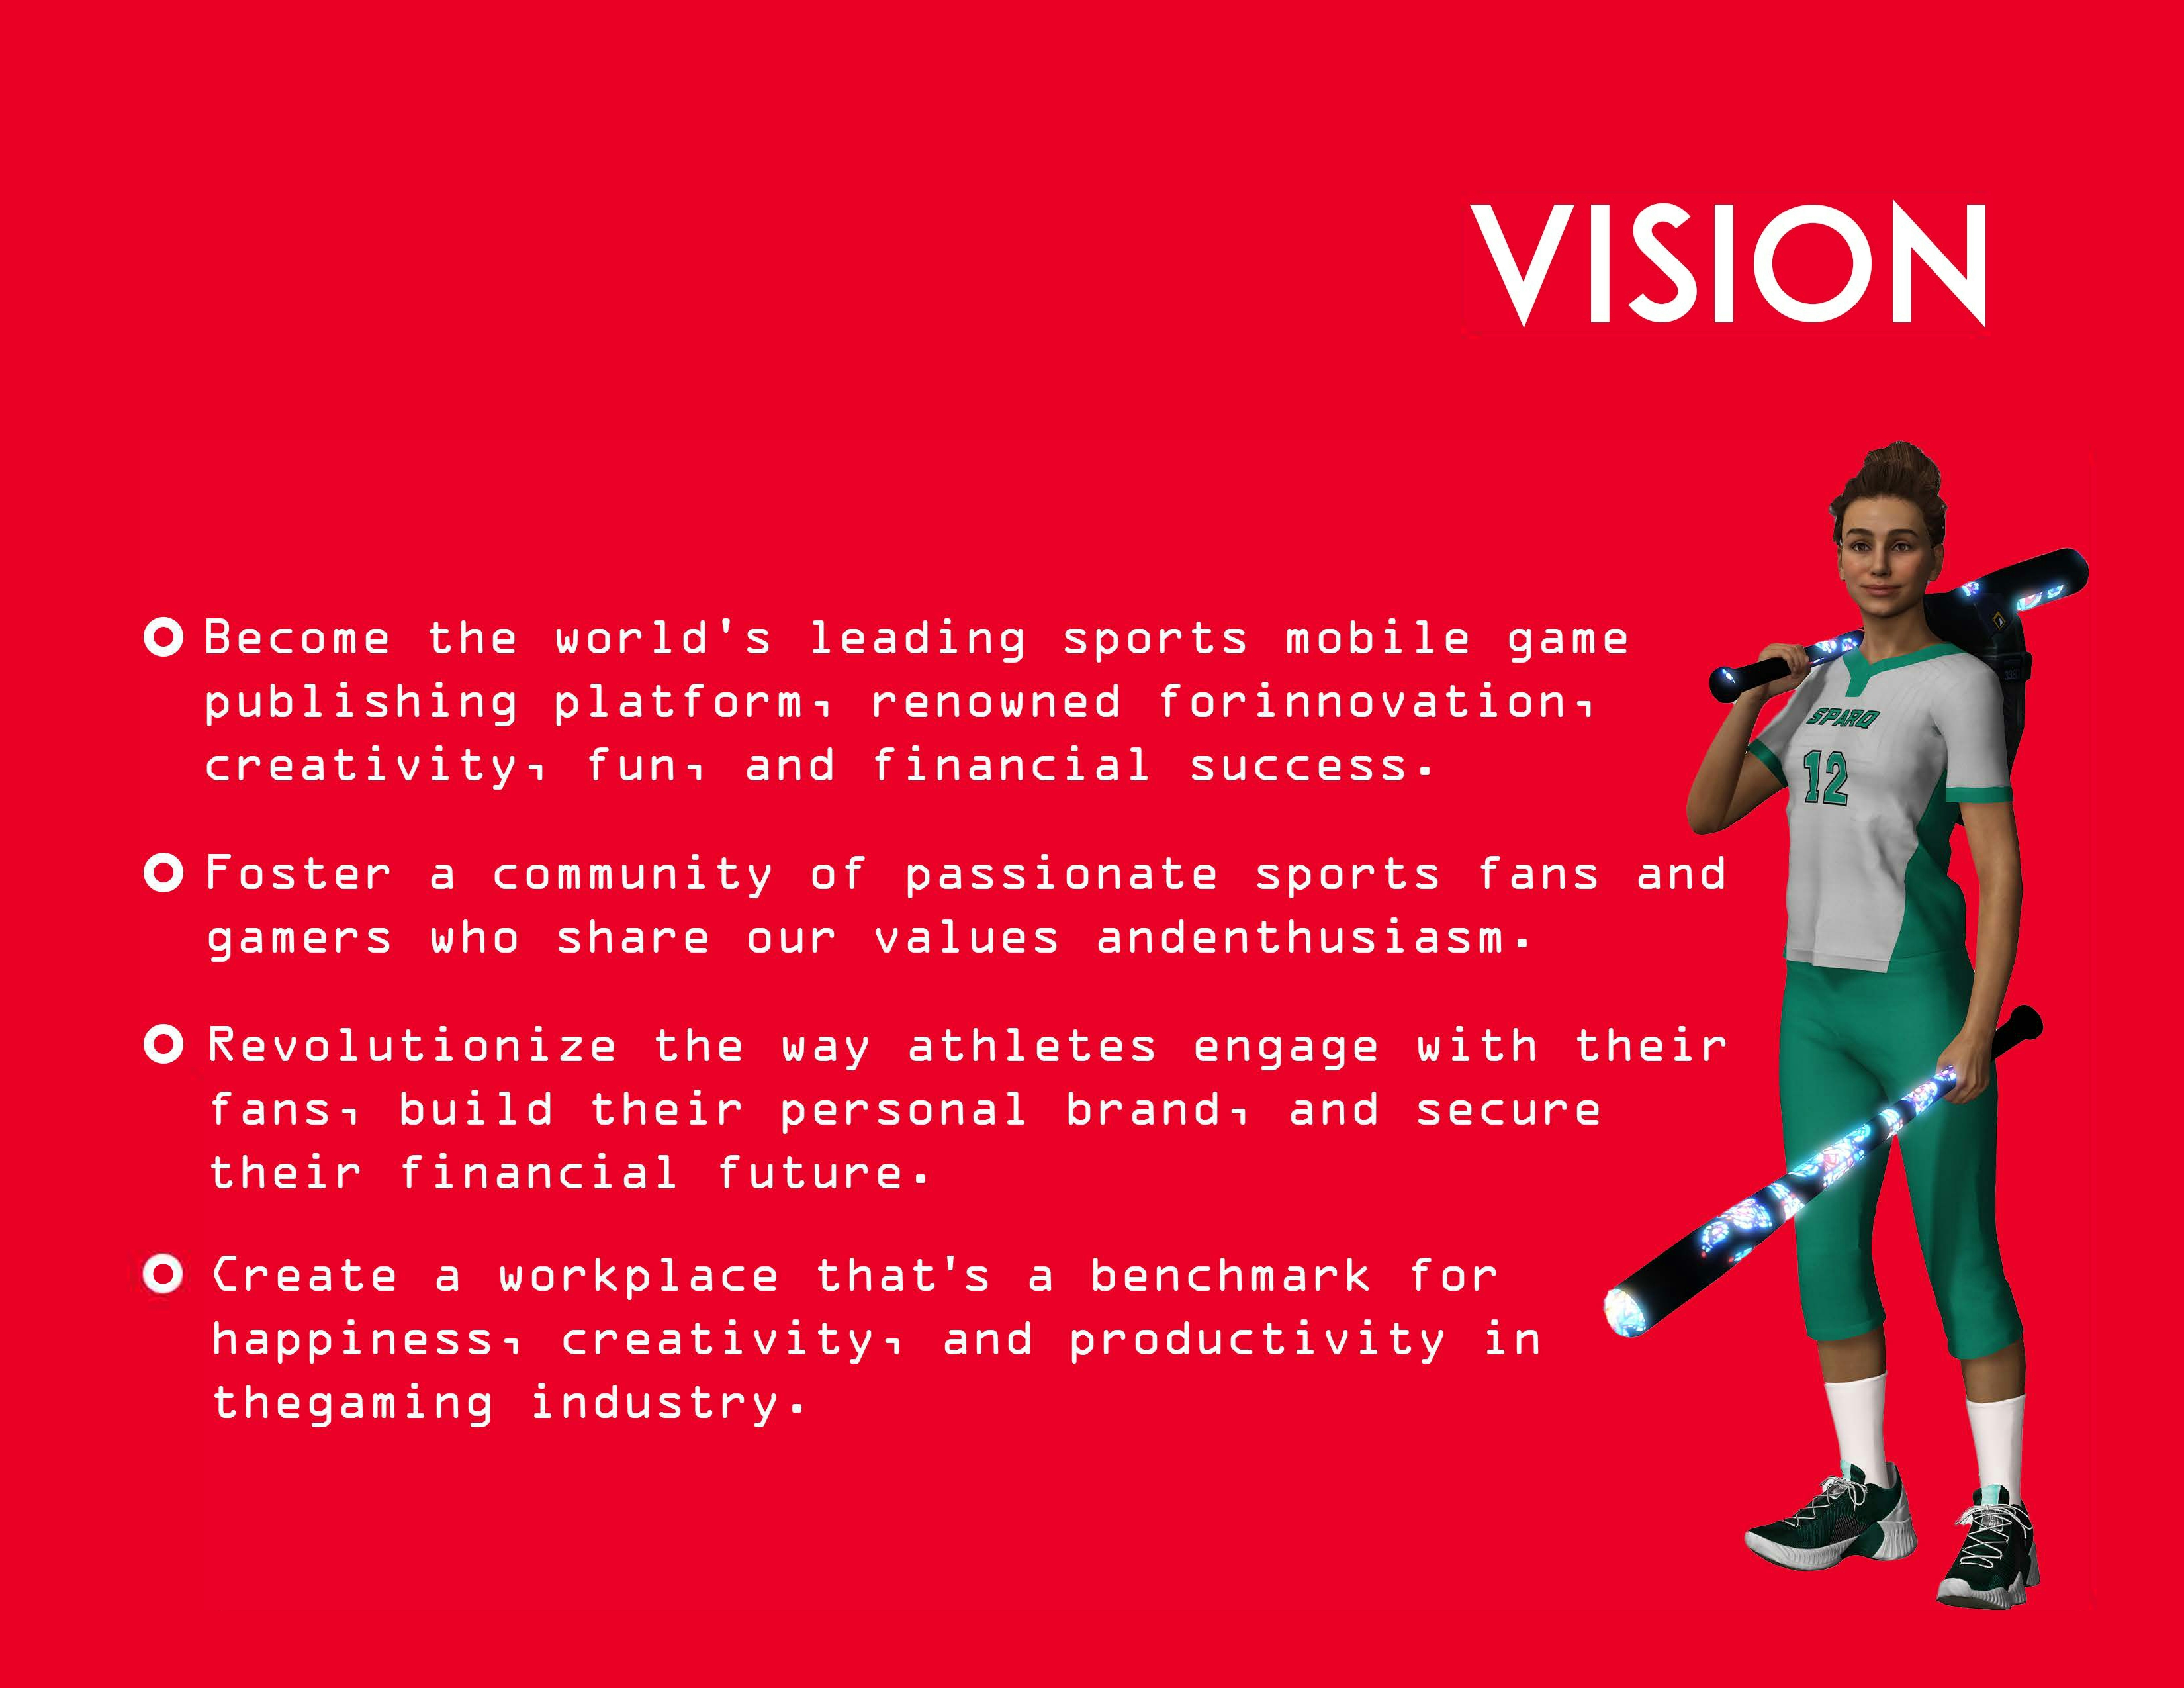 VISION
Become the world's leading sports mobile game
publishing platform, renowned forinnovation,
creativity, fun, and financial success.
Foster a community of passionate sports fans and
gamers who share our values andenthusiasm.
Revolutionize the way athletes engage with their
fans, build their personal brand, and secure
their financial future.
Create a workplace that's a benchmark for
happiness, creativity, and productivity in
thegaming industry.
SPARQ
12